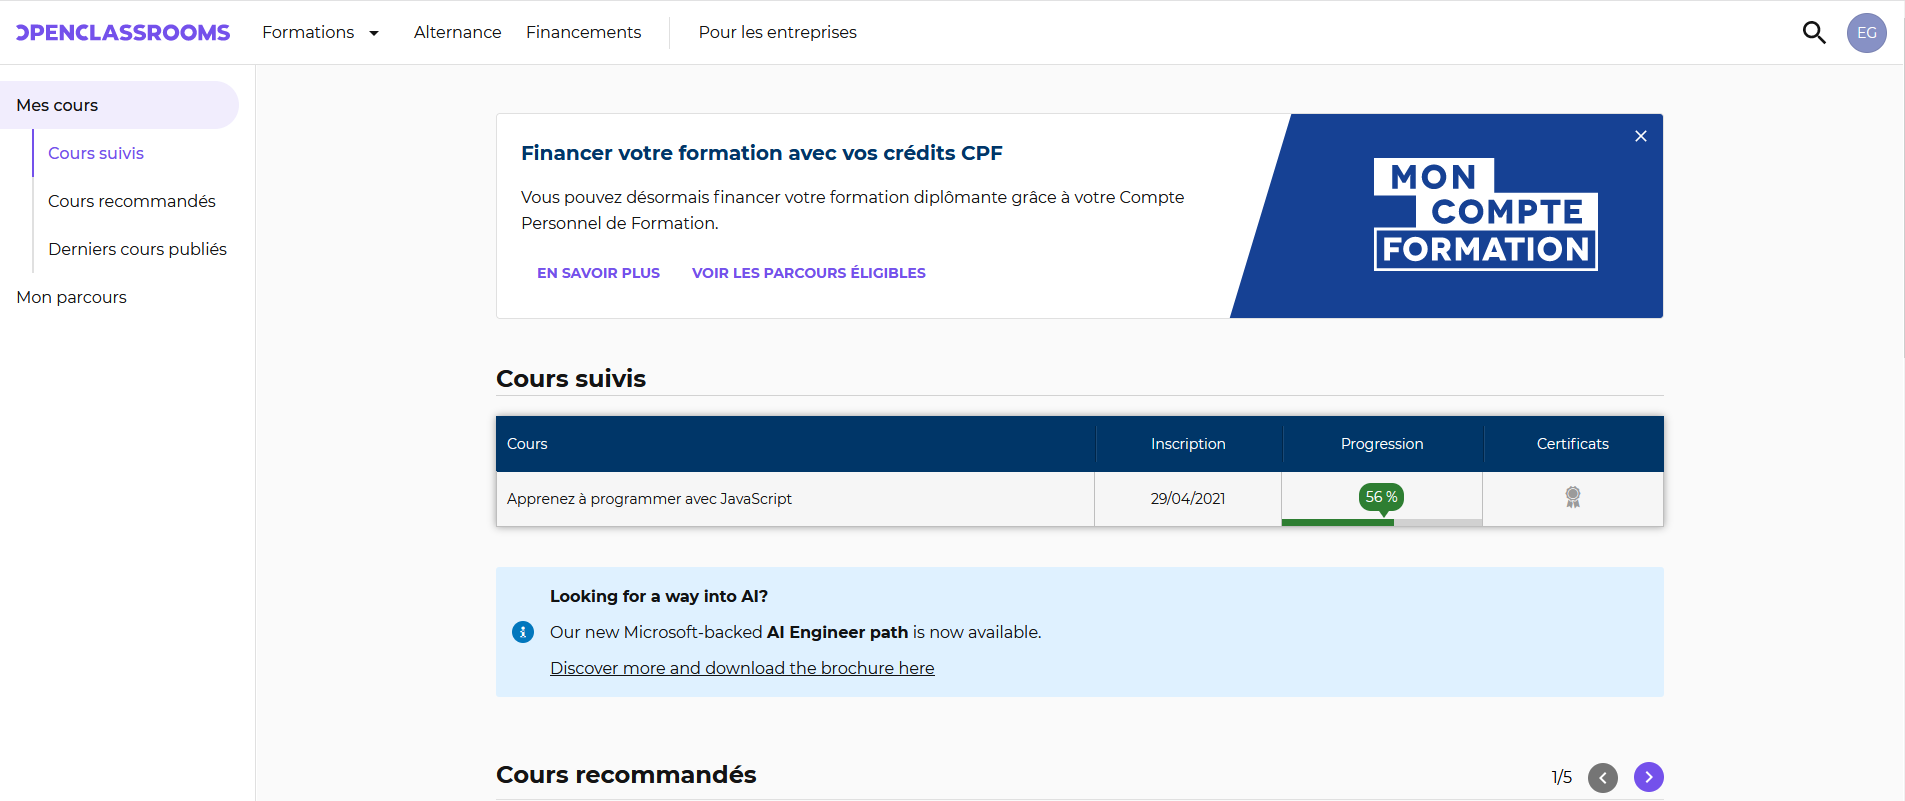 OPENCLASSROOMS
Formations
Alternance
Financements
Pour les entreprises
EG
Mes cours
Cours suivis
Cours recommandés
Derniers cours publiés
Mon parcours
Financer votre formation avec vos crédits CPF
Vous pouvez désormais financer votre formation diplômante grâce à votre Compte
Personnel de Formation.
EN SAVOIR PLUS
VOIR LES PARCOURS ÉLIGIBLES
MON
COMPTE
FORMATION
Cours suivis
Cours
Inscription
Progression
Certificats
Apprenez à programmer avec JavaScript
29/04/2021
56 %
Looking for a way into AI?
Our new Microsoft-backed AI Engineer path is now available.
Discover more and download the brochure here
Cours recommandés
1/5